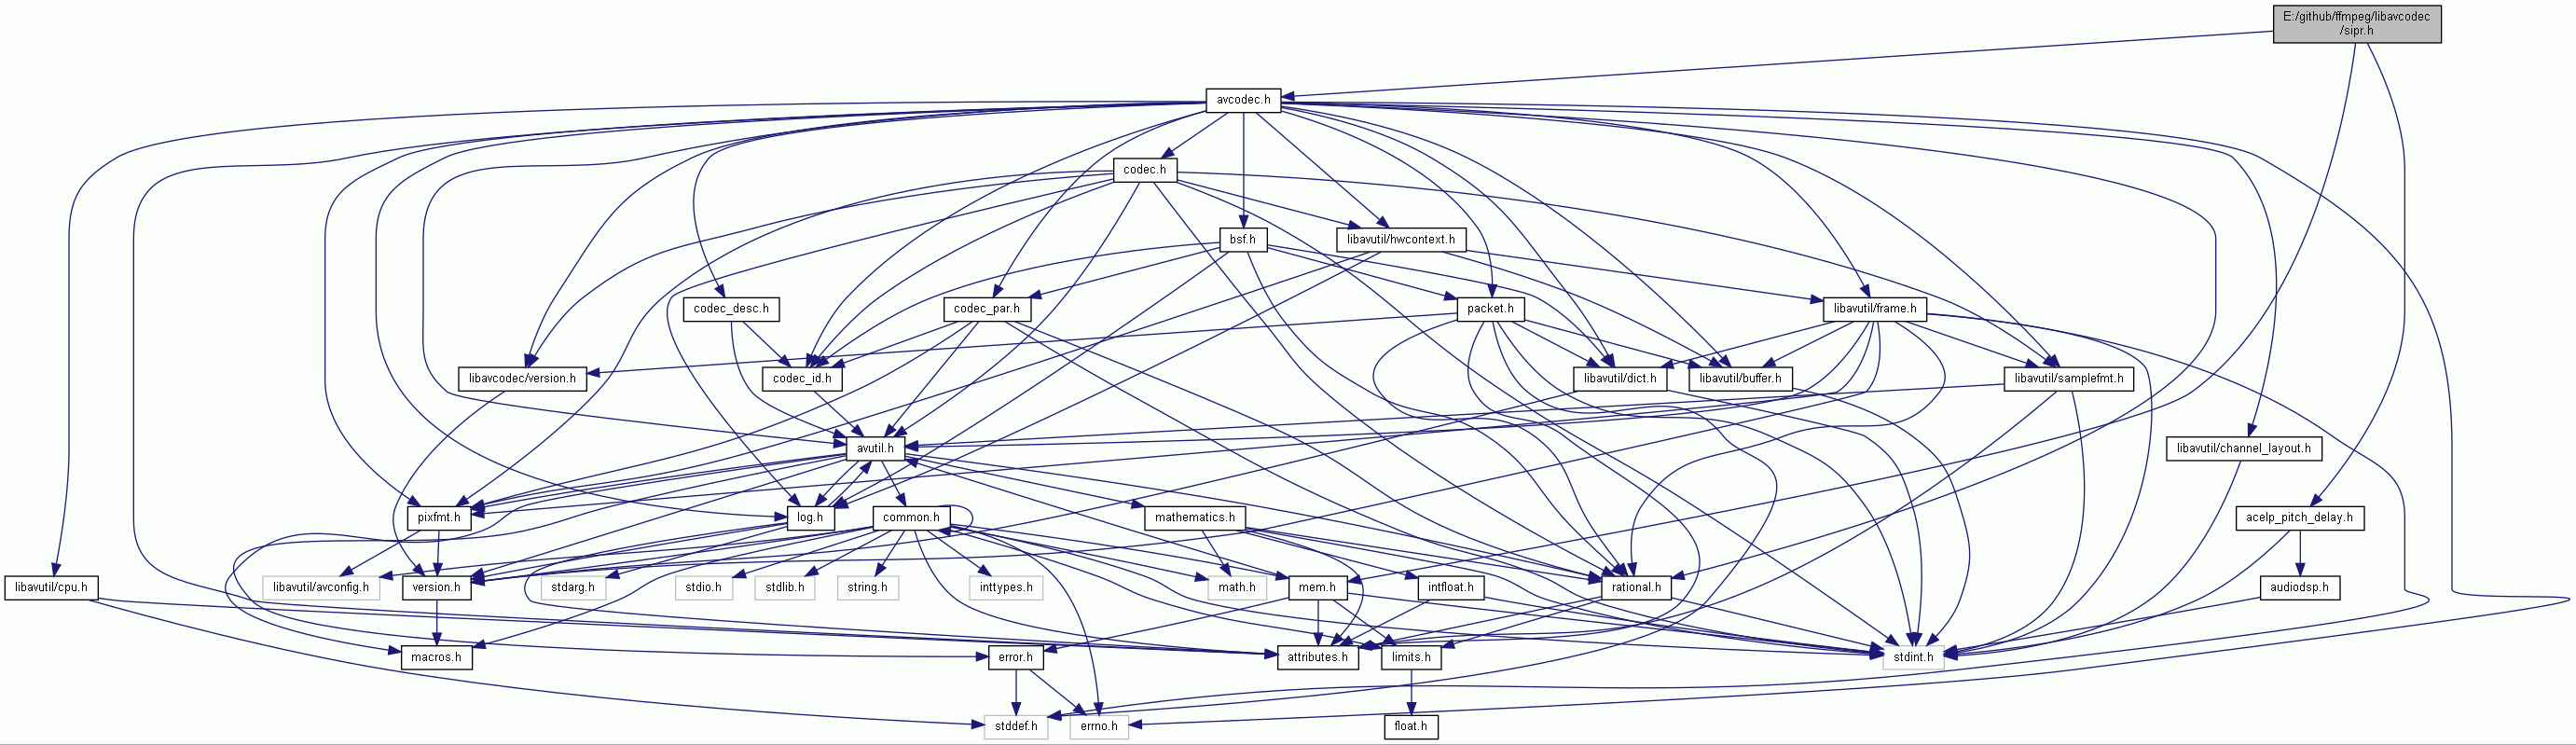 E:/github/ffmpeg/libavcodec
/sipr.h
avcodec.h
codec.h
bsf.h
libavutil/hwcontext.h
codec_desc.h
codec_par.h
packet.h
libavutil/frame.h
libavcodec/version.h
codec_id.h
libavutil/dict.h
libavutil/buffer.h
libavutil/samplefmt.h
avutil.h
libavutil/channel_layout.h
pixfmt.h
log.h
common.h
mathematics.h
acelp_pitch_delay.h
libavutil/cpu.h
libavutil/avconfig.h
version.h
stdarg.h
stdio.h
stdlib.h
string.h
inttypes.h
math.h
mem.h
intfloat.h
rational.h
audiodsp.h
macros.h
error.h
attributes.h
limits.h
stdint.h
stddef.h
errno.h
float.h